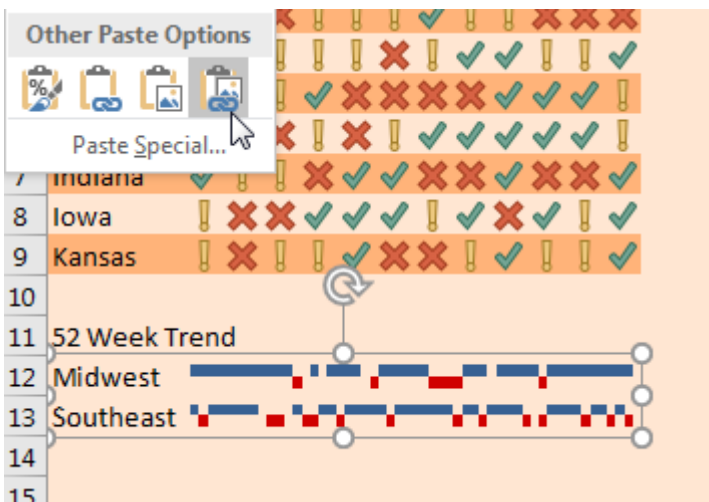 Other Paste Options
%
Paste Special...
7 Indiana
8 Iowa
9 Kansas
10
11 52 Week Trend
12 Midwest
13 Southeast
14
15